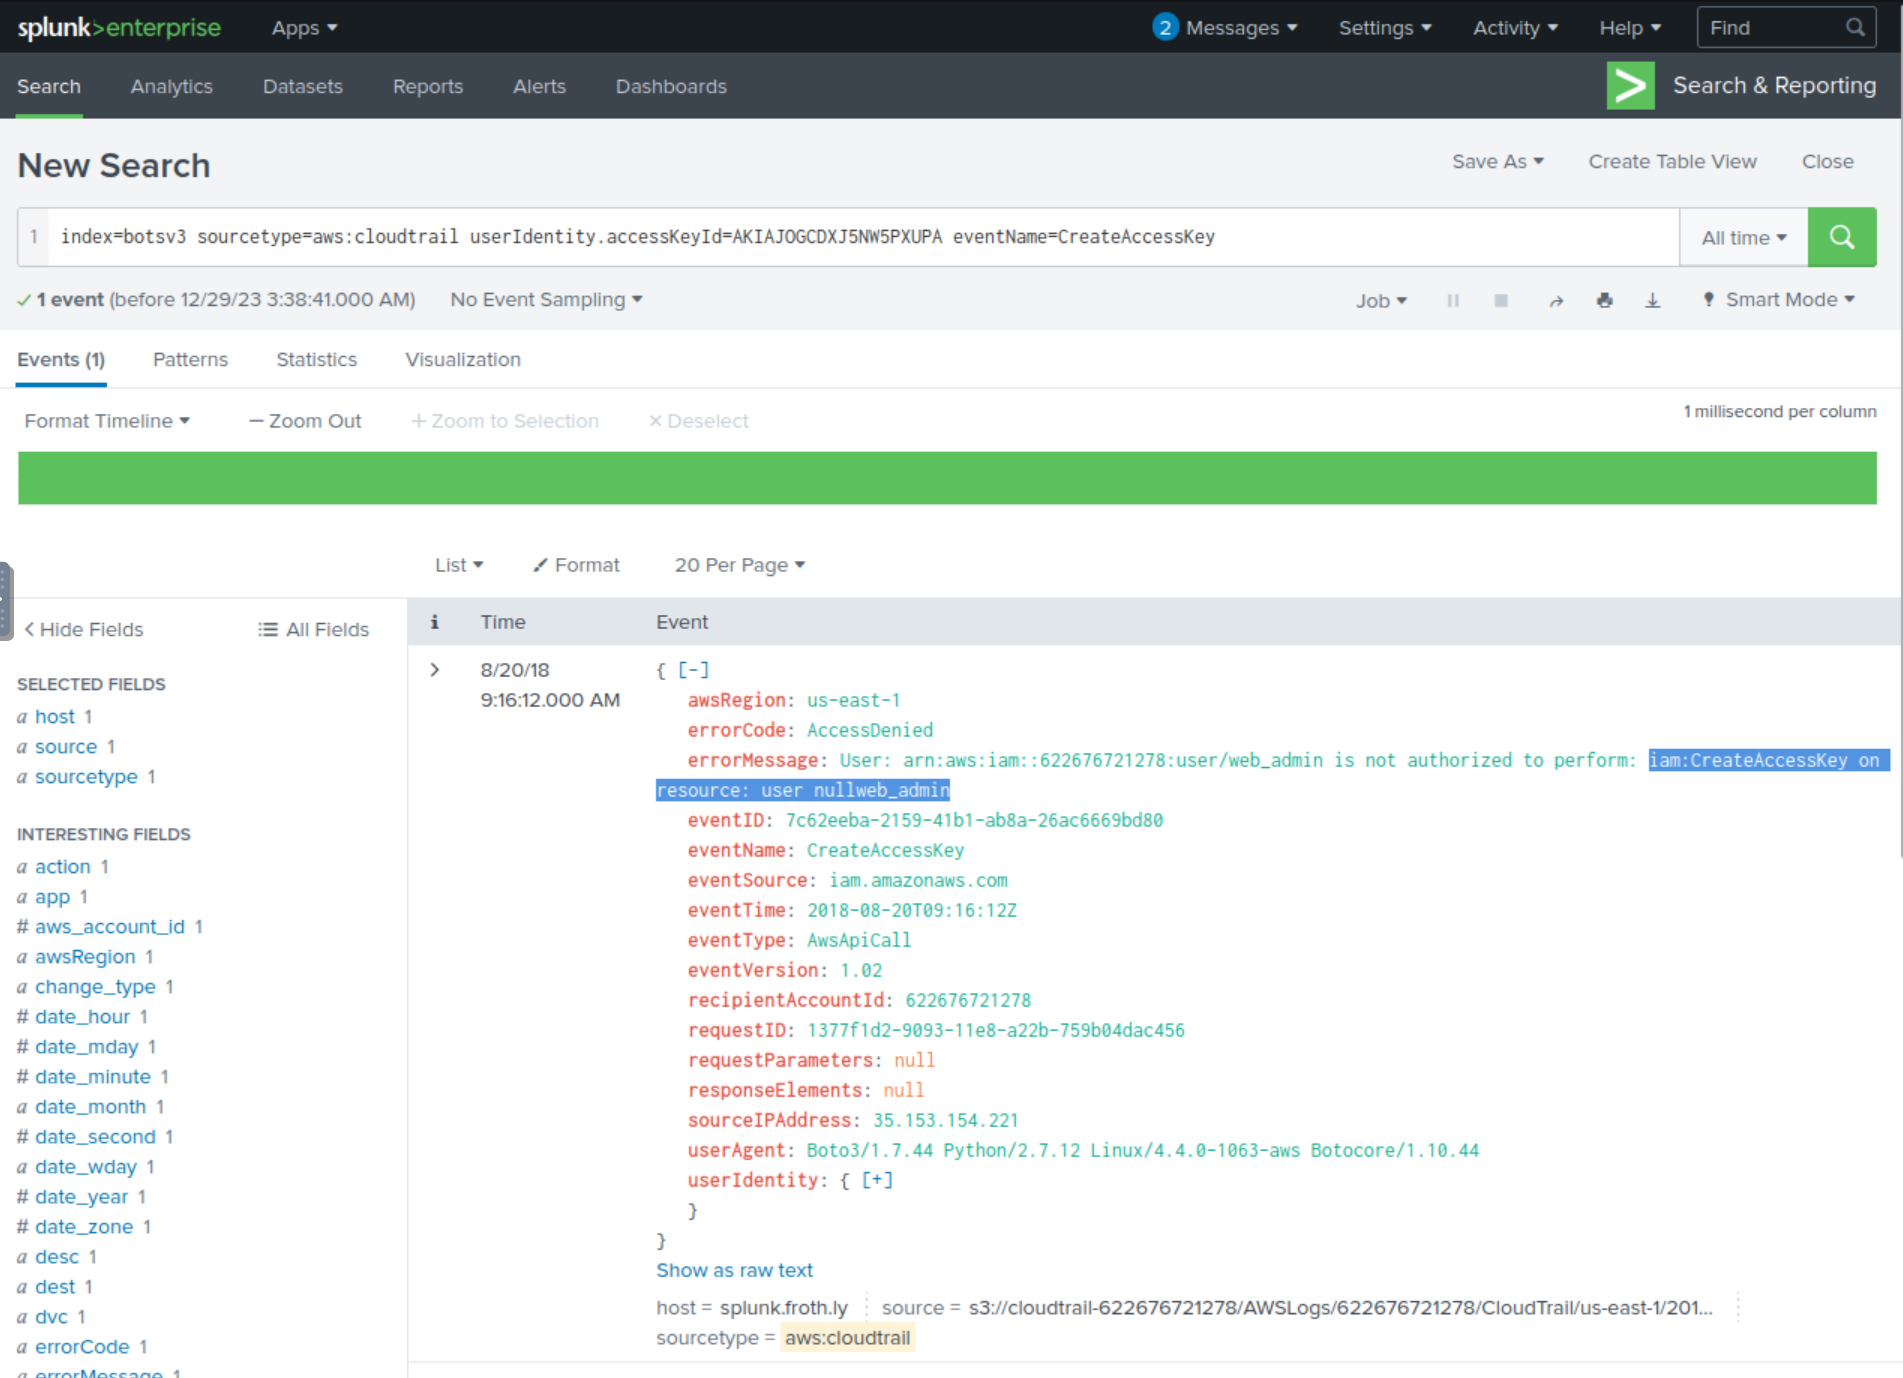 splunk>enterprise Apps 2 Messages Settings Activity Help Find
Search Analytics Datasets Reports Alerts Dashboards Search & Reporting
New Search Save As Create Table View Close
1 index=botsv3 sourcetype=aws:cloudtrail userIdentity.accessKeyId=AKIAJOGCDXJ5NW5PXUPA eventName=CreateAccessKey All time
1 event (before 12/29/23 3:38:41.000 AM) No Event Sampling Job Smart Mode
Events (1) Patterns Statistics Visualization
Format Timeline — Zoom Out + Zoom to Selection × Deselect 1 millisecond per column
List Format 20 Per Page
< Hide Fields All Fields
SELECTED FIELDS
a host 1
a source 1
a sourcetype 1
INTERESTING FIELDS
a action 1
a app 1
# aws_account_id 1
a awsRegion 1
a change_type 1
# date_hour 1
# date_mday 1
# date_minute 1
a date_month 1
# date_second 1
a date_wday 1
# date_year 1
# date_zone 1
a desc 1
a dest 1
a dvc 1
a errorCode 1
a errorMessage 1
i Time Event
> 8/20/18
9:16:12.000 AM
{ [-]
awsRegion: us-east-1
errorCode: AccessDenied
errorMessage: User: arn:aws:iam::622676721278:user/web_admin is not authorized to perform: iam:CreateAccessKey on
resource: user nullweb_admin
eventID: 7c62eeba-2159-41b1-ab8a-26ac6669bd80
eventName: CreateAccessKey
eventSource: iam.amazonaws.com
eventTime: 2018-08-20T09:16:12Z
eventType: AwsApiCall
eventVersion: 1.02
recipientAccountId: 622676721278
requestID: 1377f1d2-9093-11e8-a22b-759b04dac456
requestParameters: null
responseElements: null
sourceIPAddress: 35.153.154.221
userAgent: Boto3/1.7.44 Python/2.7.12 Linux/4.4.0-1063-aws Botocore/1.10.44
userIdentity: { [+]
}
}
Show as raw text
host = splunk.froth.ly source = s3://cloudtrail-622676721278/AWSLogs/622676721278/CloudTrail/us-east-1/201...
sourcetype = aws:cloudtrail